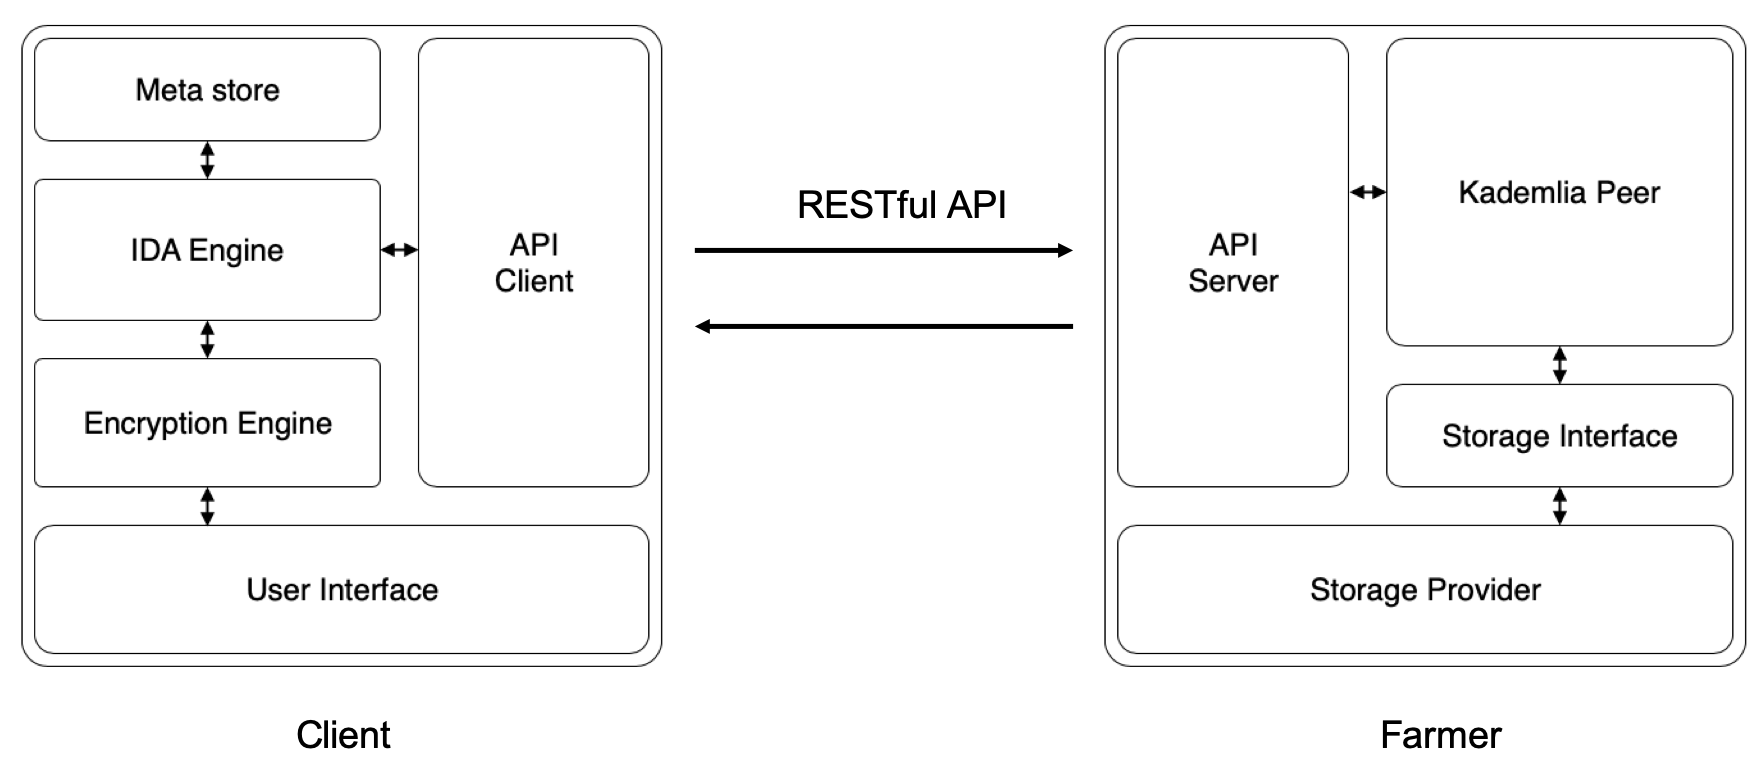 Meta store
IDA Engine
Encryption Engine
User Interface
API
Client
RESTful API
API
Server
Kademlia Peer
Storage Interface
Storage Provider
Client
Farmer